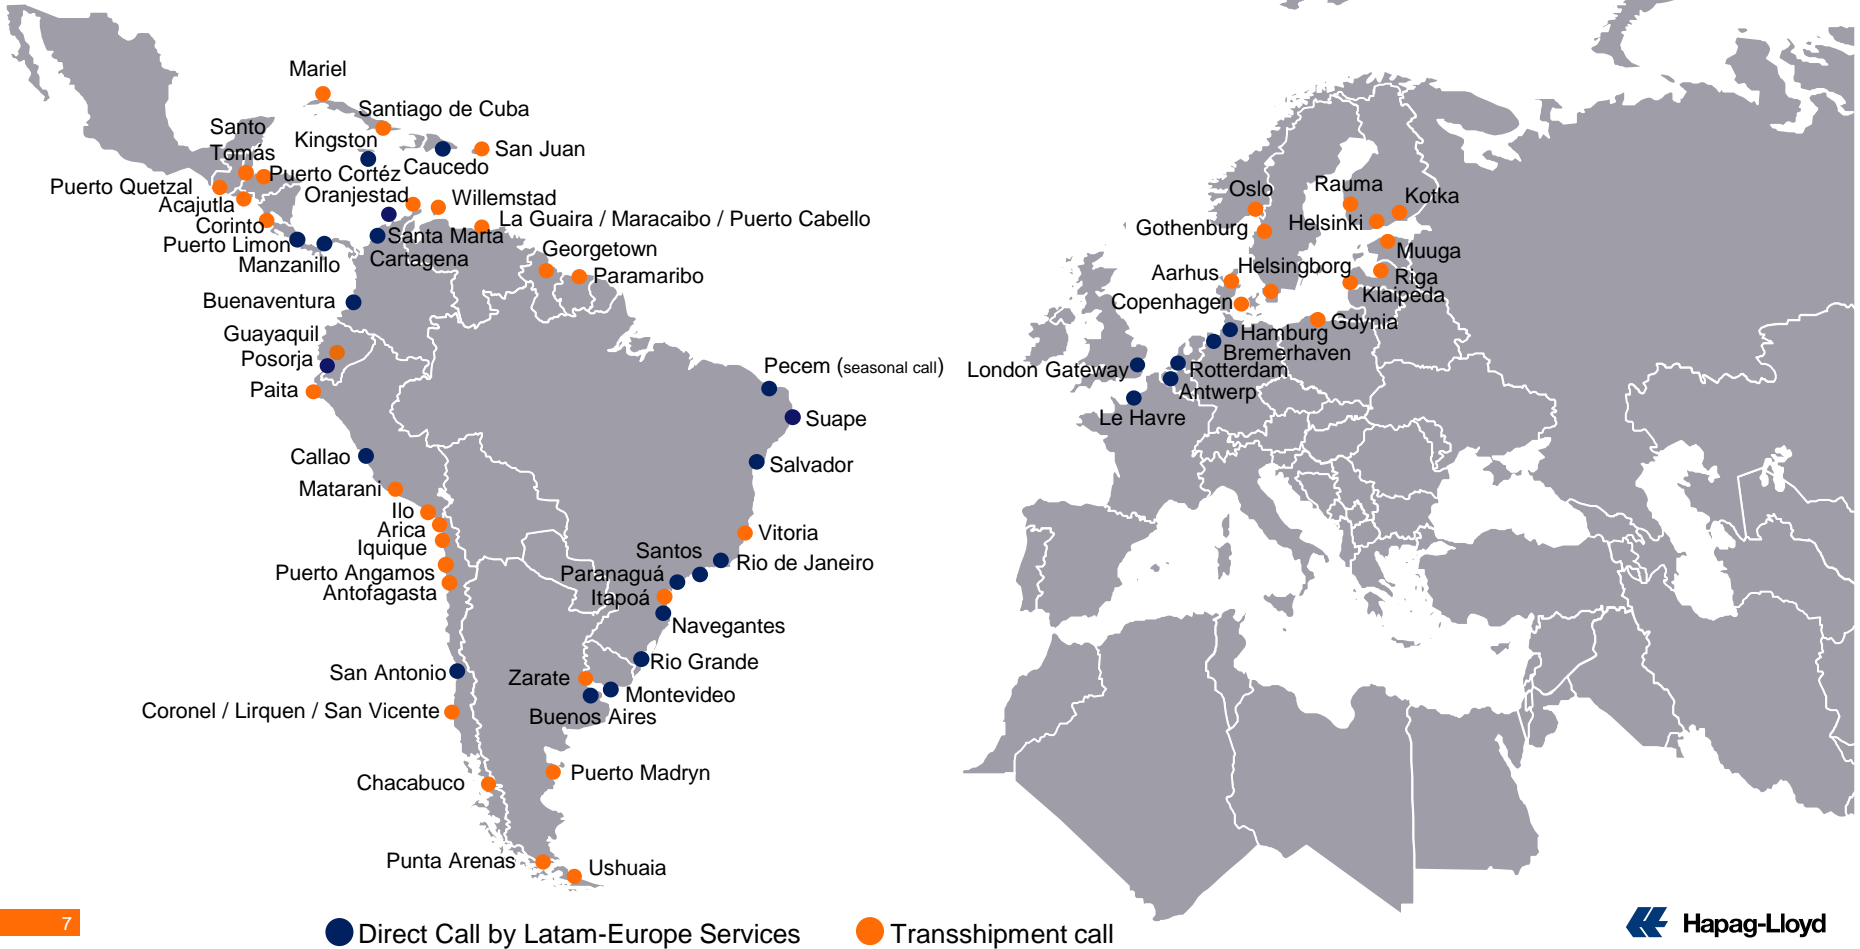 Mariel
Santiago de Cuba
Santo
Tomás
Kingston
Caucedo
San Juan
Puerto Cortéz
Puerto Quetzal
Oranjestad
Willemstad
Acajutla
La Guaira / Maracaibo / Puerto Cabello
Corinto
Santa Marta
Puerto Limon
Georgetown
Manzanillo
Cartagena
Paramaribo
Buenaventura
Guayaquil
Posorja
Pecem (seasonal call)
Paita
Suape
Callao
Salvador
Matarani
Ilo
Arica
Vitoria
Iquique
Santos
Rio de Janeiro
Puerto Angamos
Paranaguá
Antofagasta
Itapoá
Navegantes
San Antonio
Rio Grande
Zarate
Montevideo
Coronel / Lirquen / San Vicente
Buenos Aires
Chacabuco
Puerto Madryn
Punta Arenas
Ushuaia
Oslo
Rauma
Kotka
Gothenburg
Helsinki
Muuga
Aarhus
Helsingborg
Riga
Copenhagen
Klaipeda
Gdynia
Hamburg
Bremerhaven
London Gateway
Rotterdam
Antwerp
Le Havre
7
Direct Call by Latam-Europe Services
Transshipment call
Hapag-Lloyd